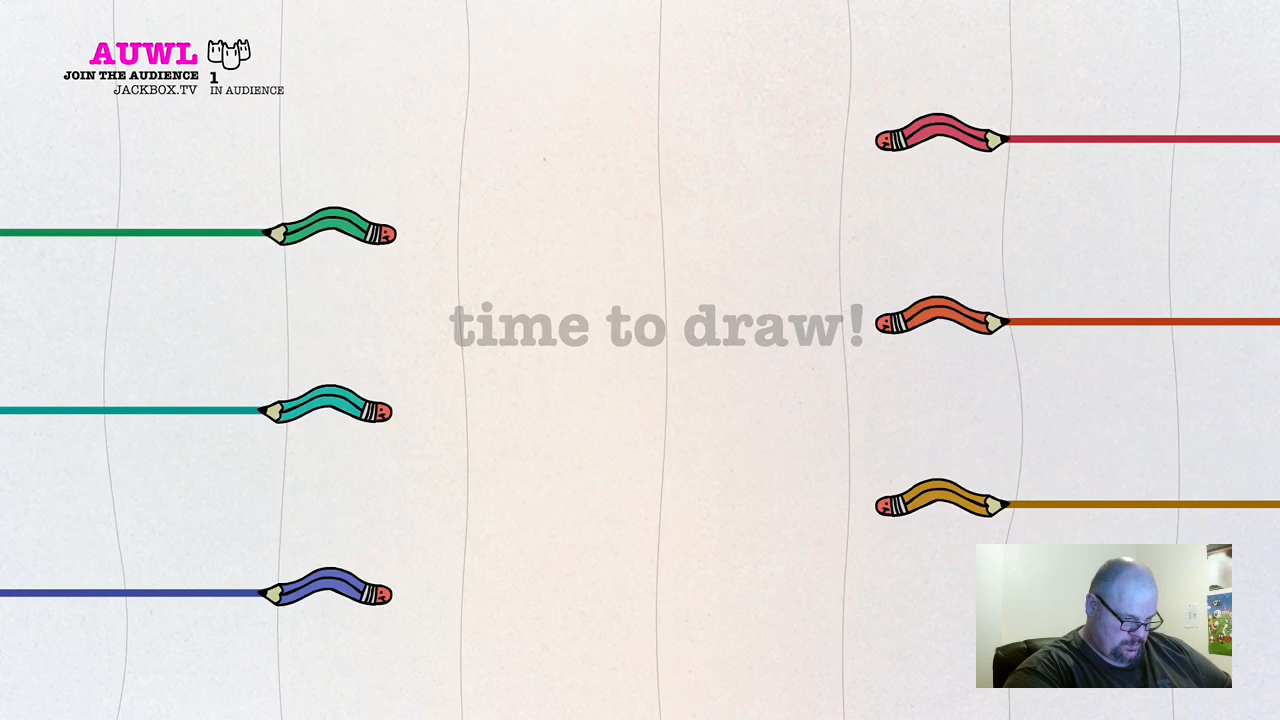 AUWL
JOIN THE AUDIENCE
JACKBOX.TV
1
IN AUDIENCE
time to draw!